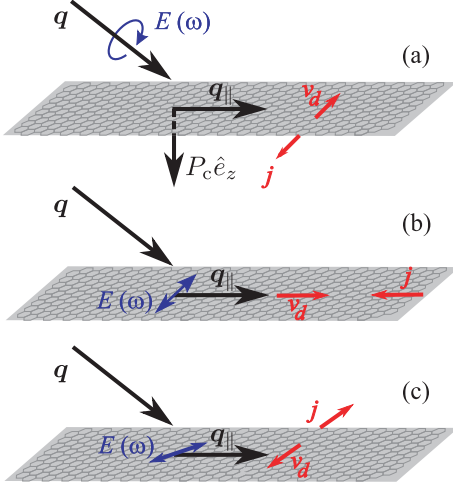 q E (ω)
(a)
q∥ v_d
P_c ê_z j
(b)
q
E (ω) q∥ v_d j
(c)
q j
E (ω) q∥ v_d